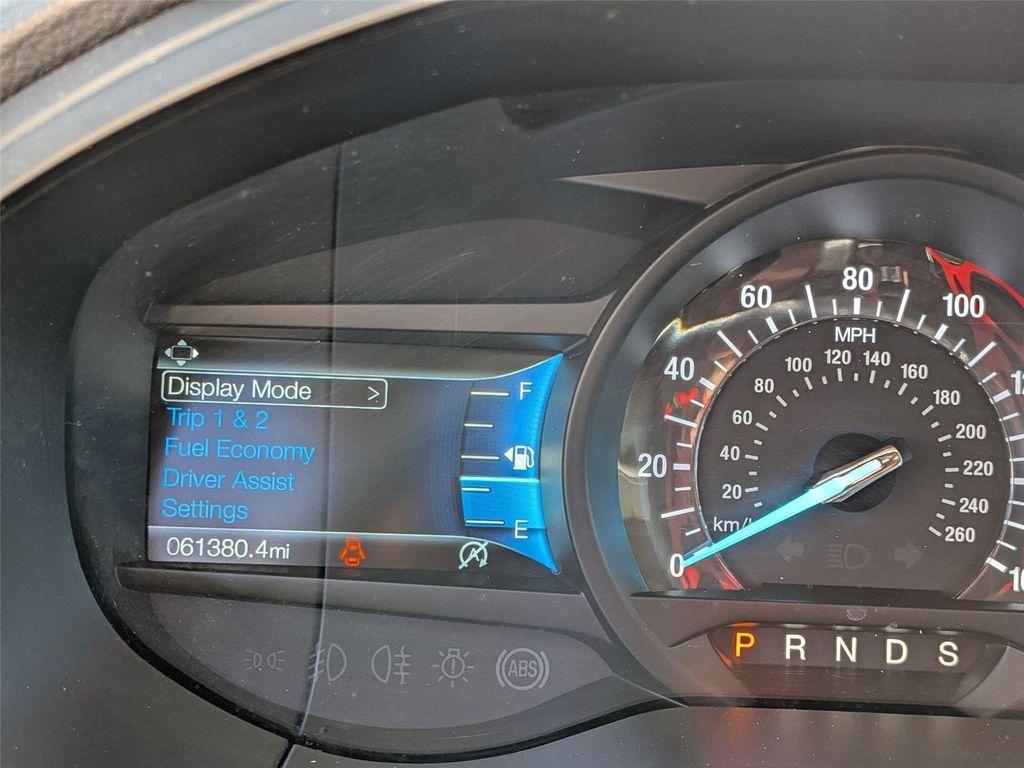 Display Mode >
Trip 1 & 2
Fuel Economy
Driver Assist
Settings
061380.4mi
F
E
A
ABS
0
20
40
60
80
100
MPH
20
40
60
80
100
120
140
160
180
200
220
240
260
P R N D S